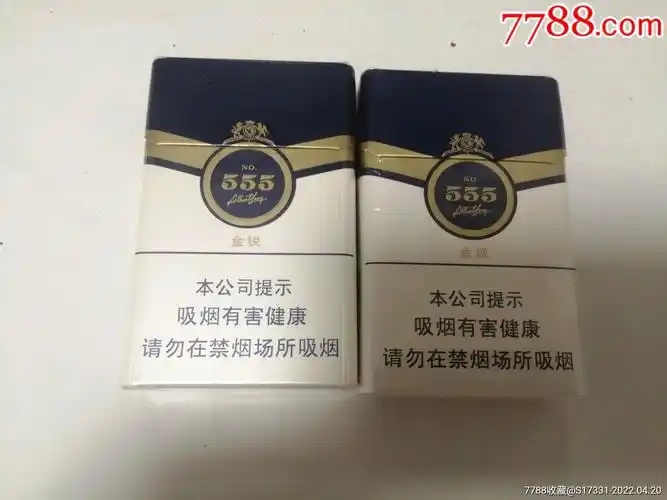 7788.com
NO.
555
金锐
本公司提示
吸烟有害健康
请勿在禁烟场所吸烟
NO.
555
本公司提示
吸烟有害健康
请勿在禁烟场所吸烟
7788收藏@S17331-2022.04.20